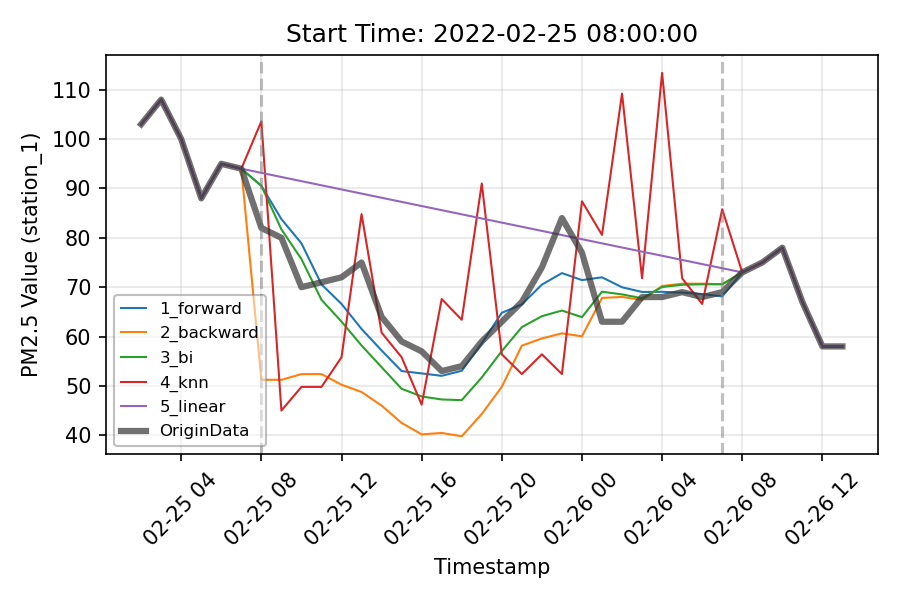 Start Time: 2022-02-25 08:00:00
PM2.5 Value (station_1)
110
100
90
80
70
60
50
40
1_forward
2_backward
3_bi
4_knn
5_linear
OriginData
02-25 04
02-25 08
02-25 12
02-25 16
02-25 20
02-26 00
02-26 04
02-26 08
02-26 12
Timestamp